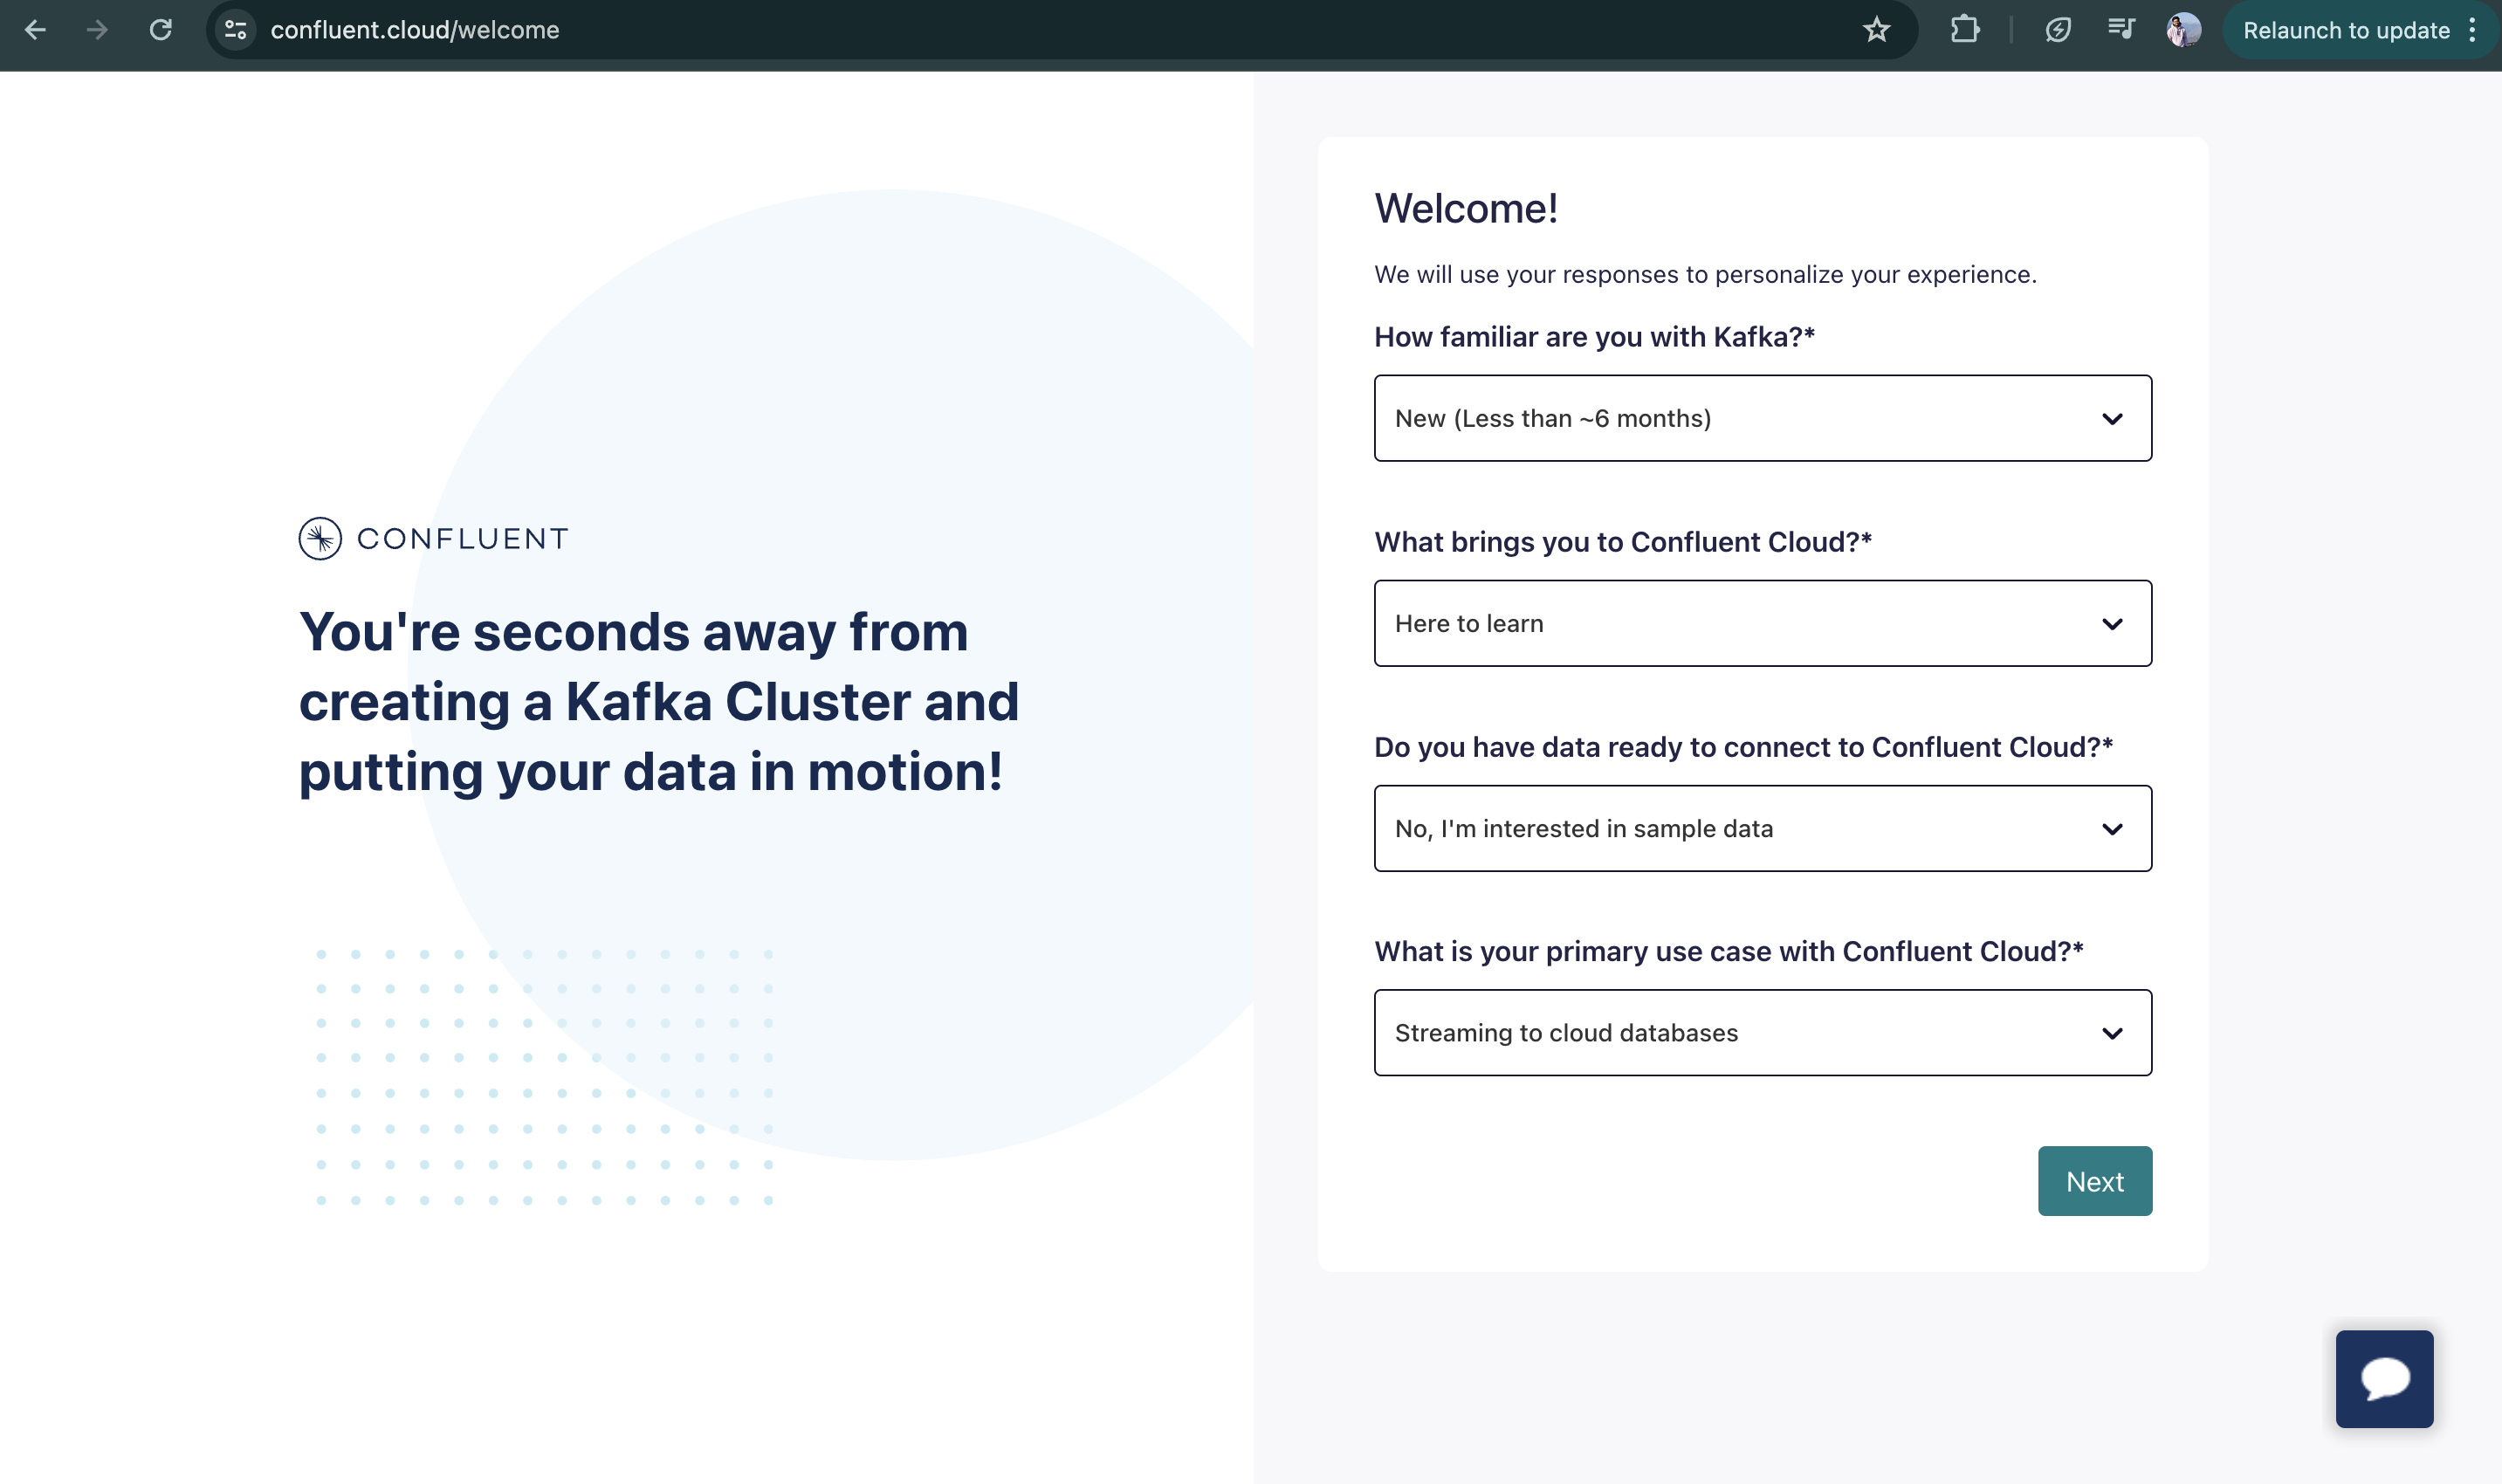 confluent.cloud/welcome
Relaunch to update
CONFLUENT
You're seconds away from
creating a Kafka Cluster and
putting your data in motion!
Welcome!
We will use your responses to personalize your experience.
How familiar are you with Kafka?*
New (Less than ~6 months)
What brings you to Confluent Cloud?*
Here to learn
Do you have data ready to connect to Confluent Cloud?*
No, I'm interested in sample data
What is your primary use case with Confluent Cloud?*
Streaming to cloud databases
Next